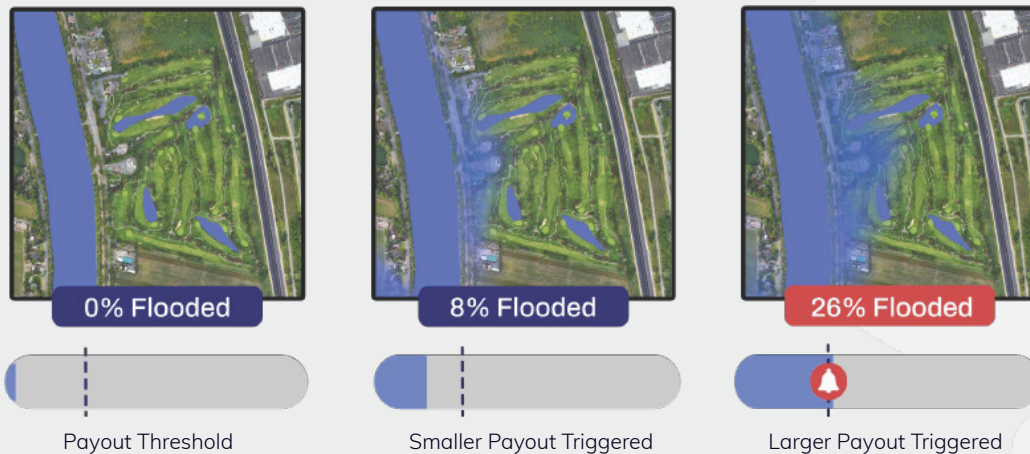 0% Flooded
8% Flooded
26% Flooded
Payout Threshold
Smaller Payout Triggered
Larger Payout Triggered